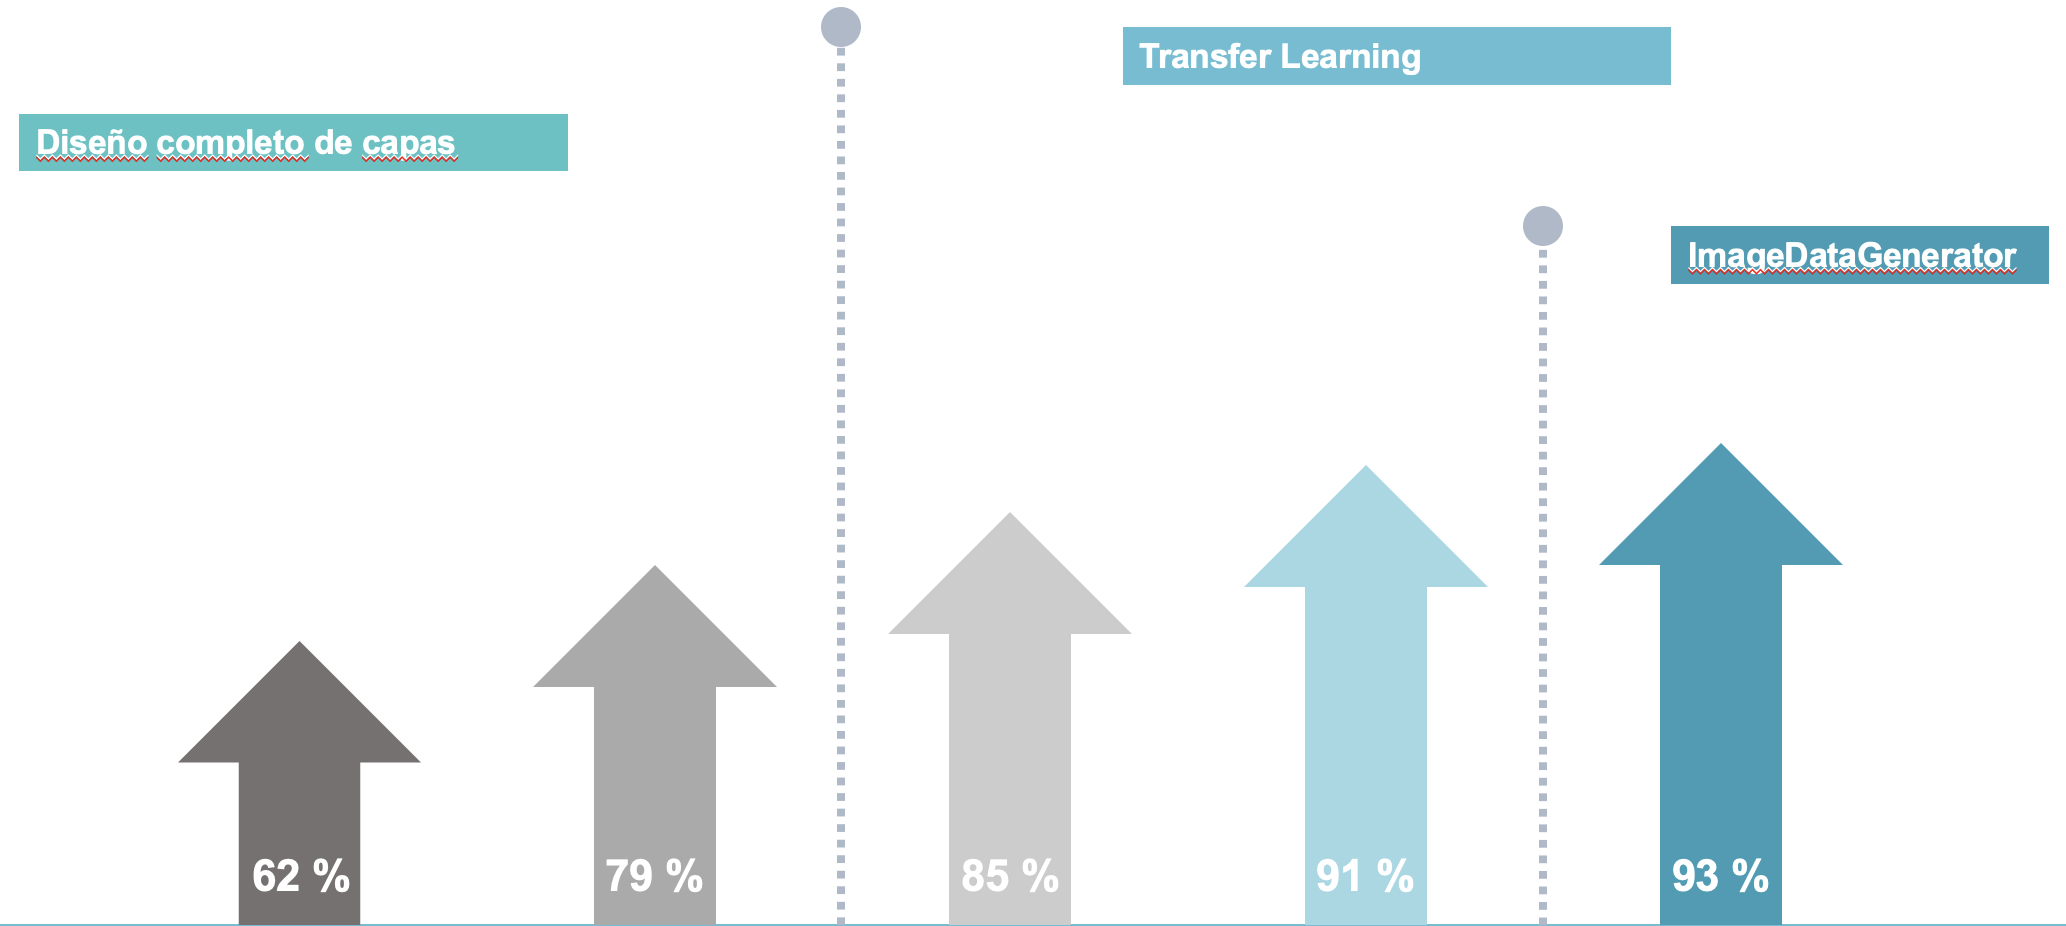 Transfer Learning
Diseño completo de capas
ImageDataGenerator
62 %
79 %
85 %
91 %
93 %